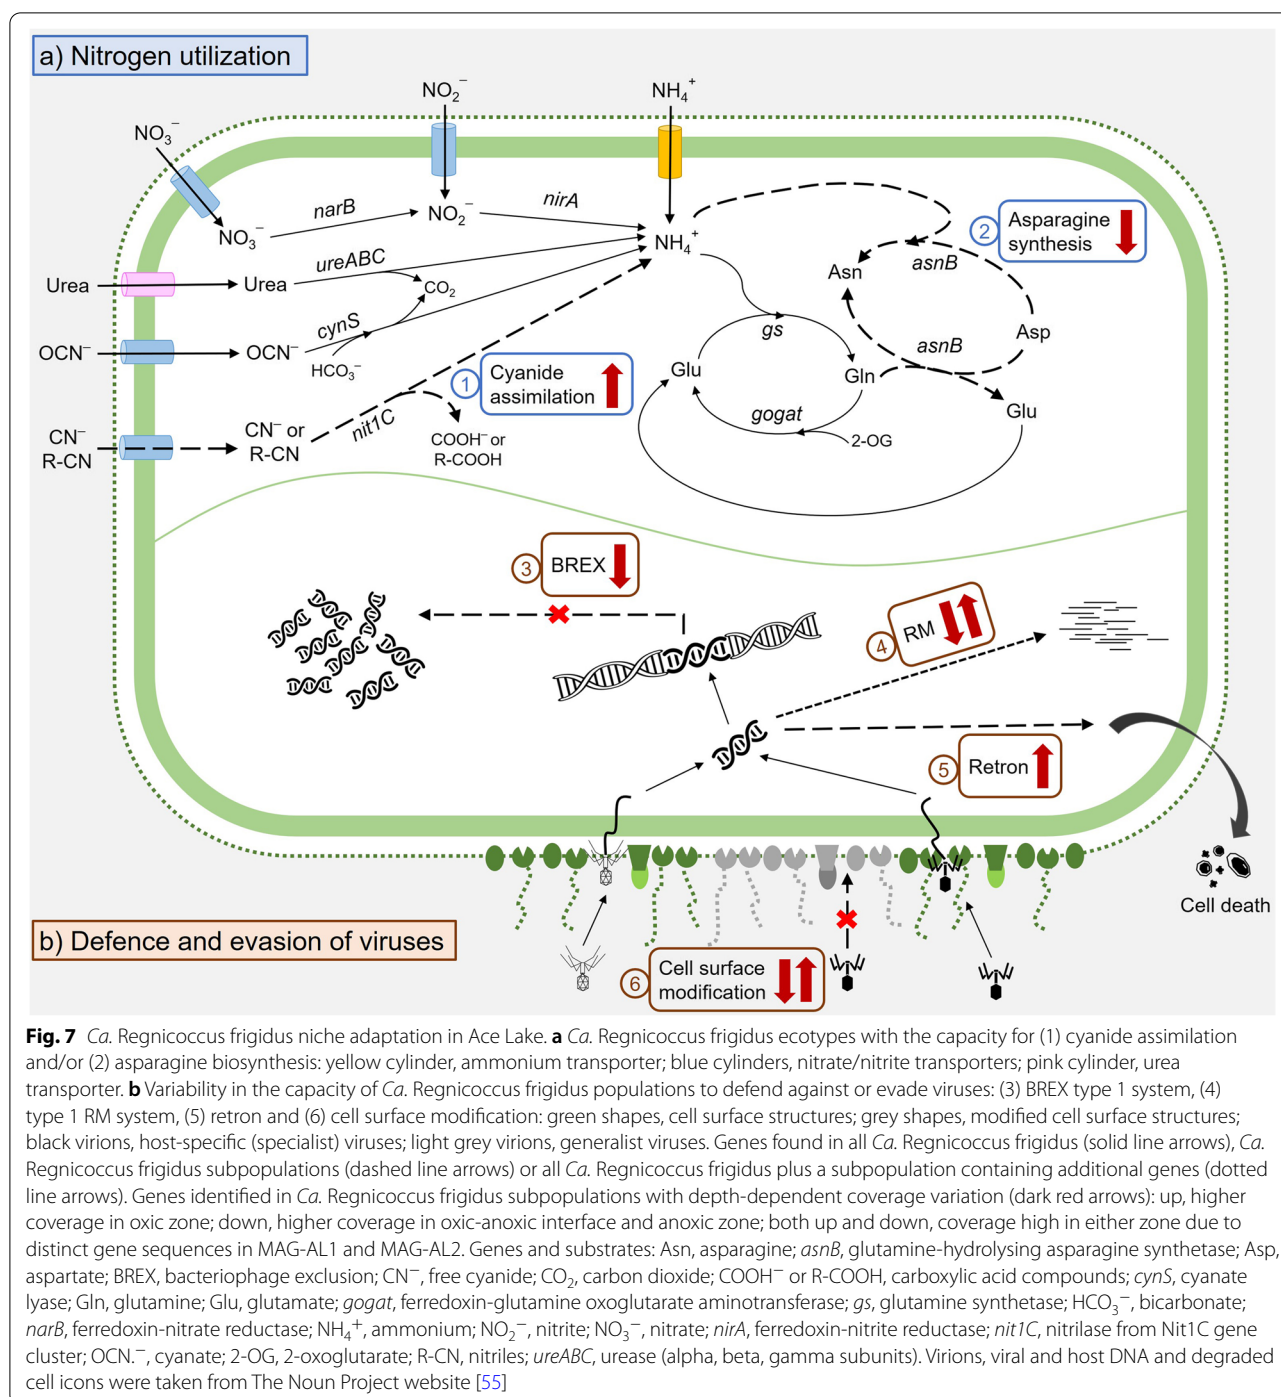 a) Nitrogen utilization
NO₂⁻
NH₄⁺
NO₃⁻
narB
nirA
NO₃⁻
NO₂⁻
NH₄⁺
2
Asparagine
synthesis
asnB
Asn
Urea
Urea
ureABC
CO₂
cynS
OCN⁻
OCN⁻
HCO₃⁻
gs
Asp
asnB
Glu
Gln
Glu
1
Cyanide
assimilation
nit1C
gogat
2-OG
CN⁻
R-CN
CN⁻ or
R-CN
COOH⁻ or
R-COOH
3
BREX
4
RM
5
Retron
Cell death
b) Defence and evasion of viruses
6
Cell surface
modification
Fig. 7 Ca. Regnicoccus frigidus niche adaptation in Ace Lake. a Ca. Regnicoccus frigidus ecotypes with the capacity for (1) cyanide assimilation
and/or (2) asparagine biosynthesis: yellow cylinder, ammonium transporter; blue cylinders, nitrate/nitrite transporters; pink cylinder, urea
transporter. b Variability in the capacity of Ca. Regnicoccus frigidus populations to defend against or evade viruses: (3) BREX type 1 system, (4)
type 1 RM system, (5) retron and (6) cell surface modification: green shapes, cell surface structures; grey shapes, modified cell surface structures;
black virions, host-specific (specialist) viruses; light grey virions, generalist viruses. Genes found in all Ca. Regnicoccus frigidus (solid line arrows), Ca.
Regnicoccus frigidus subpopulations (dashed line arrows) or all Ca. Regnicoccus frigidus plus a subpopulation containing additional genes (dotted
line arrows). Genes identified in Ca. Regnicoccus frigidus subpopulations with depth-dependent coverage variation (dark red arrows): up, higher
coverage in oxic zone; down, higher coverage in oxic-anoxic interface and anoxic zone; both up and down, coverage high in either zone due to
distinct gene sequences in MAG-AL1 and MAG-AL2. Genes and substrates: Asn, asparagine; asnB, glutamine-hydrolysing asparagine synthetase; Asp,
aspartate; BREX, bacteriophage exclusion; CN⁻, free cyanide; CO₂, carbon dioxide; COOH⁻ or R-COOH, carboxylic acid compounds; cynS, cyanate
lyase; Gln, glutamine; Glu, glutamate; gogat, ferredoxin-glutamine oxoglutarate aminotransferase; gs, glutamine synthetase; HCO₃⁻, bicarbonate;
narB, ferredoxin-nitrate reductase; NH₄⁺, ammonium; NO₂⁻, nitrite; NO₃⁻, nitrate; nirA, ferredoxin-nitrite reductase; nit1C, nitrilase from Nit1C gene
cluster; OCN.⁻, cyanate; 2-OG, 2-oxoglutarate; R-CN, nitriles; ureABC, urease (alpha, beta, gamma subunits). Virions, viral and host DNA and degraded
cell icons were taken from The Noun Project website [55]